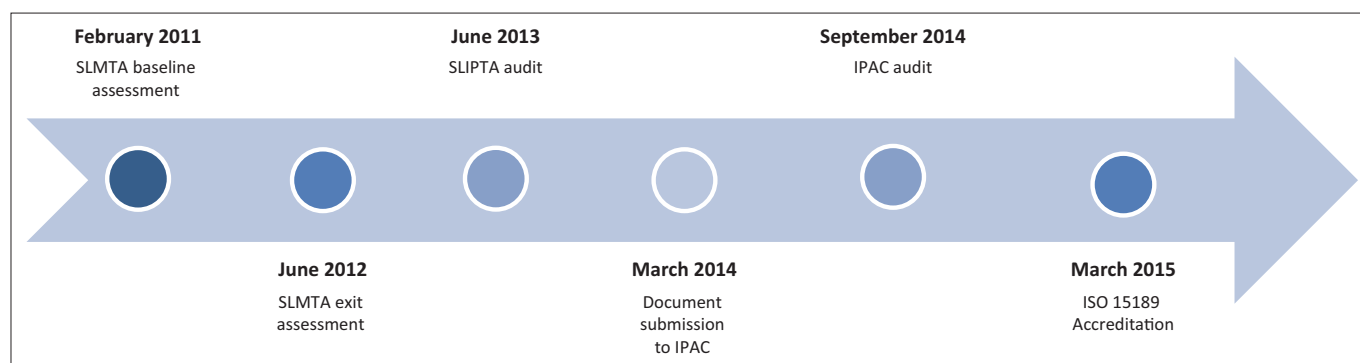 February 2011
SLMTA baseline
assessment
June 2013
SLIPTA audit
September 2014
IPAC audit
June 2012
SLMTA exit
assessment
March 2014
Document
submission
to IPAC
March 2015
ISO 15189
Accreditation